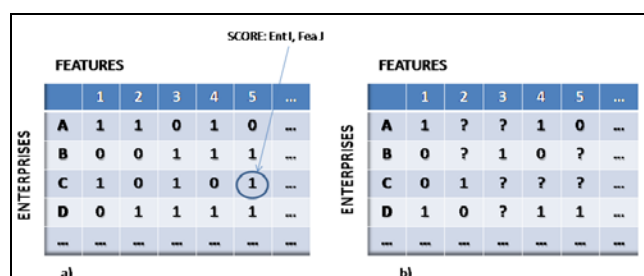 SCORE: Ent I, Fea J
FEATURES
1 2 3 4 5 ...
ENTERPRISES
A 1 1 0 1 0 ...
B 0 0 1 1 1 ...
C 1 0 1 0 1 ...
D 0 1 1 1 1 ...
... ... ... ... ... ... ...
a)
FEATURES
1 2 3 4 5 ...
ENTERPRISES
A 1 ? ? 1 0 ...
B 0 ? 1 0 ? ...
C 0 1 ? ? ? ...
D 1 0 ? 1 1 ...
... ... ... ... ... ... ...
b)